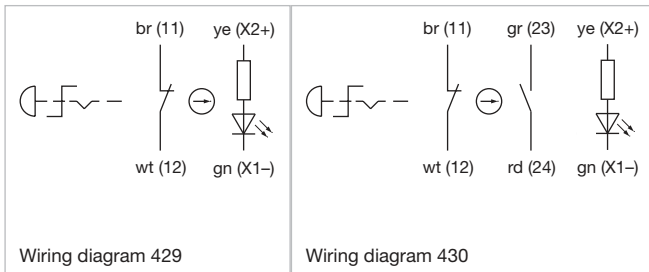 br (11) ye (X2+)
wt (12) gn (X1–)
Wiring diagram 429
br (11) gr (23) ye (X2+)
wt (12) rd (24) gn (X1–)
Wiring diagram 430